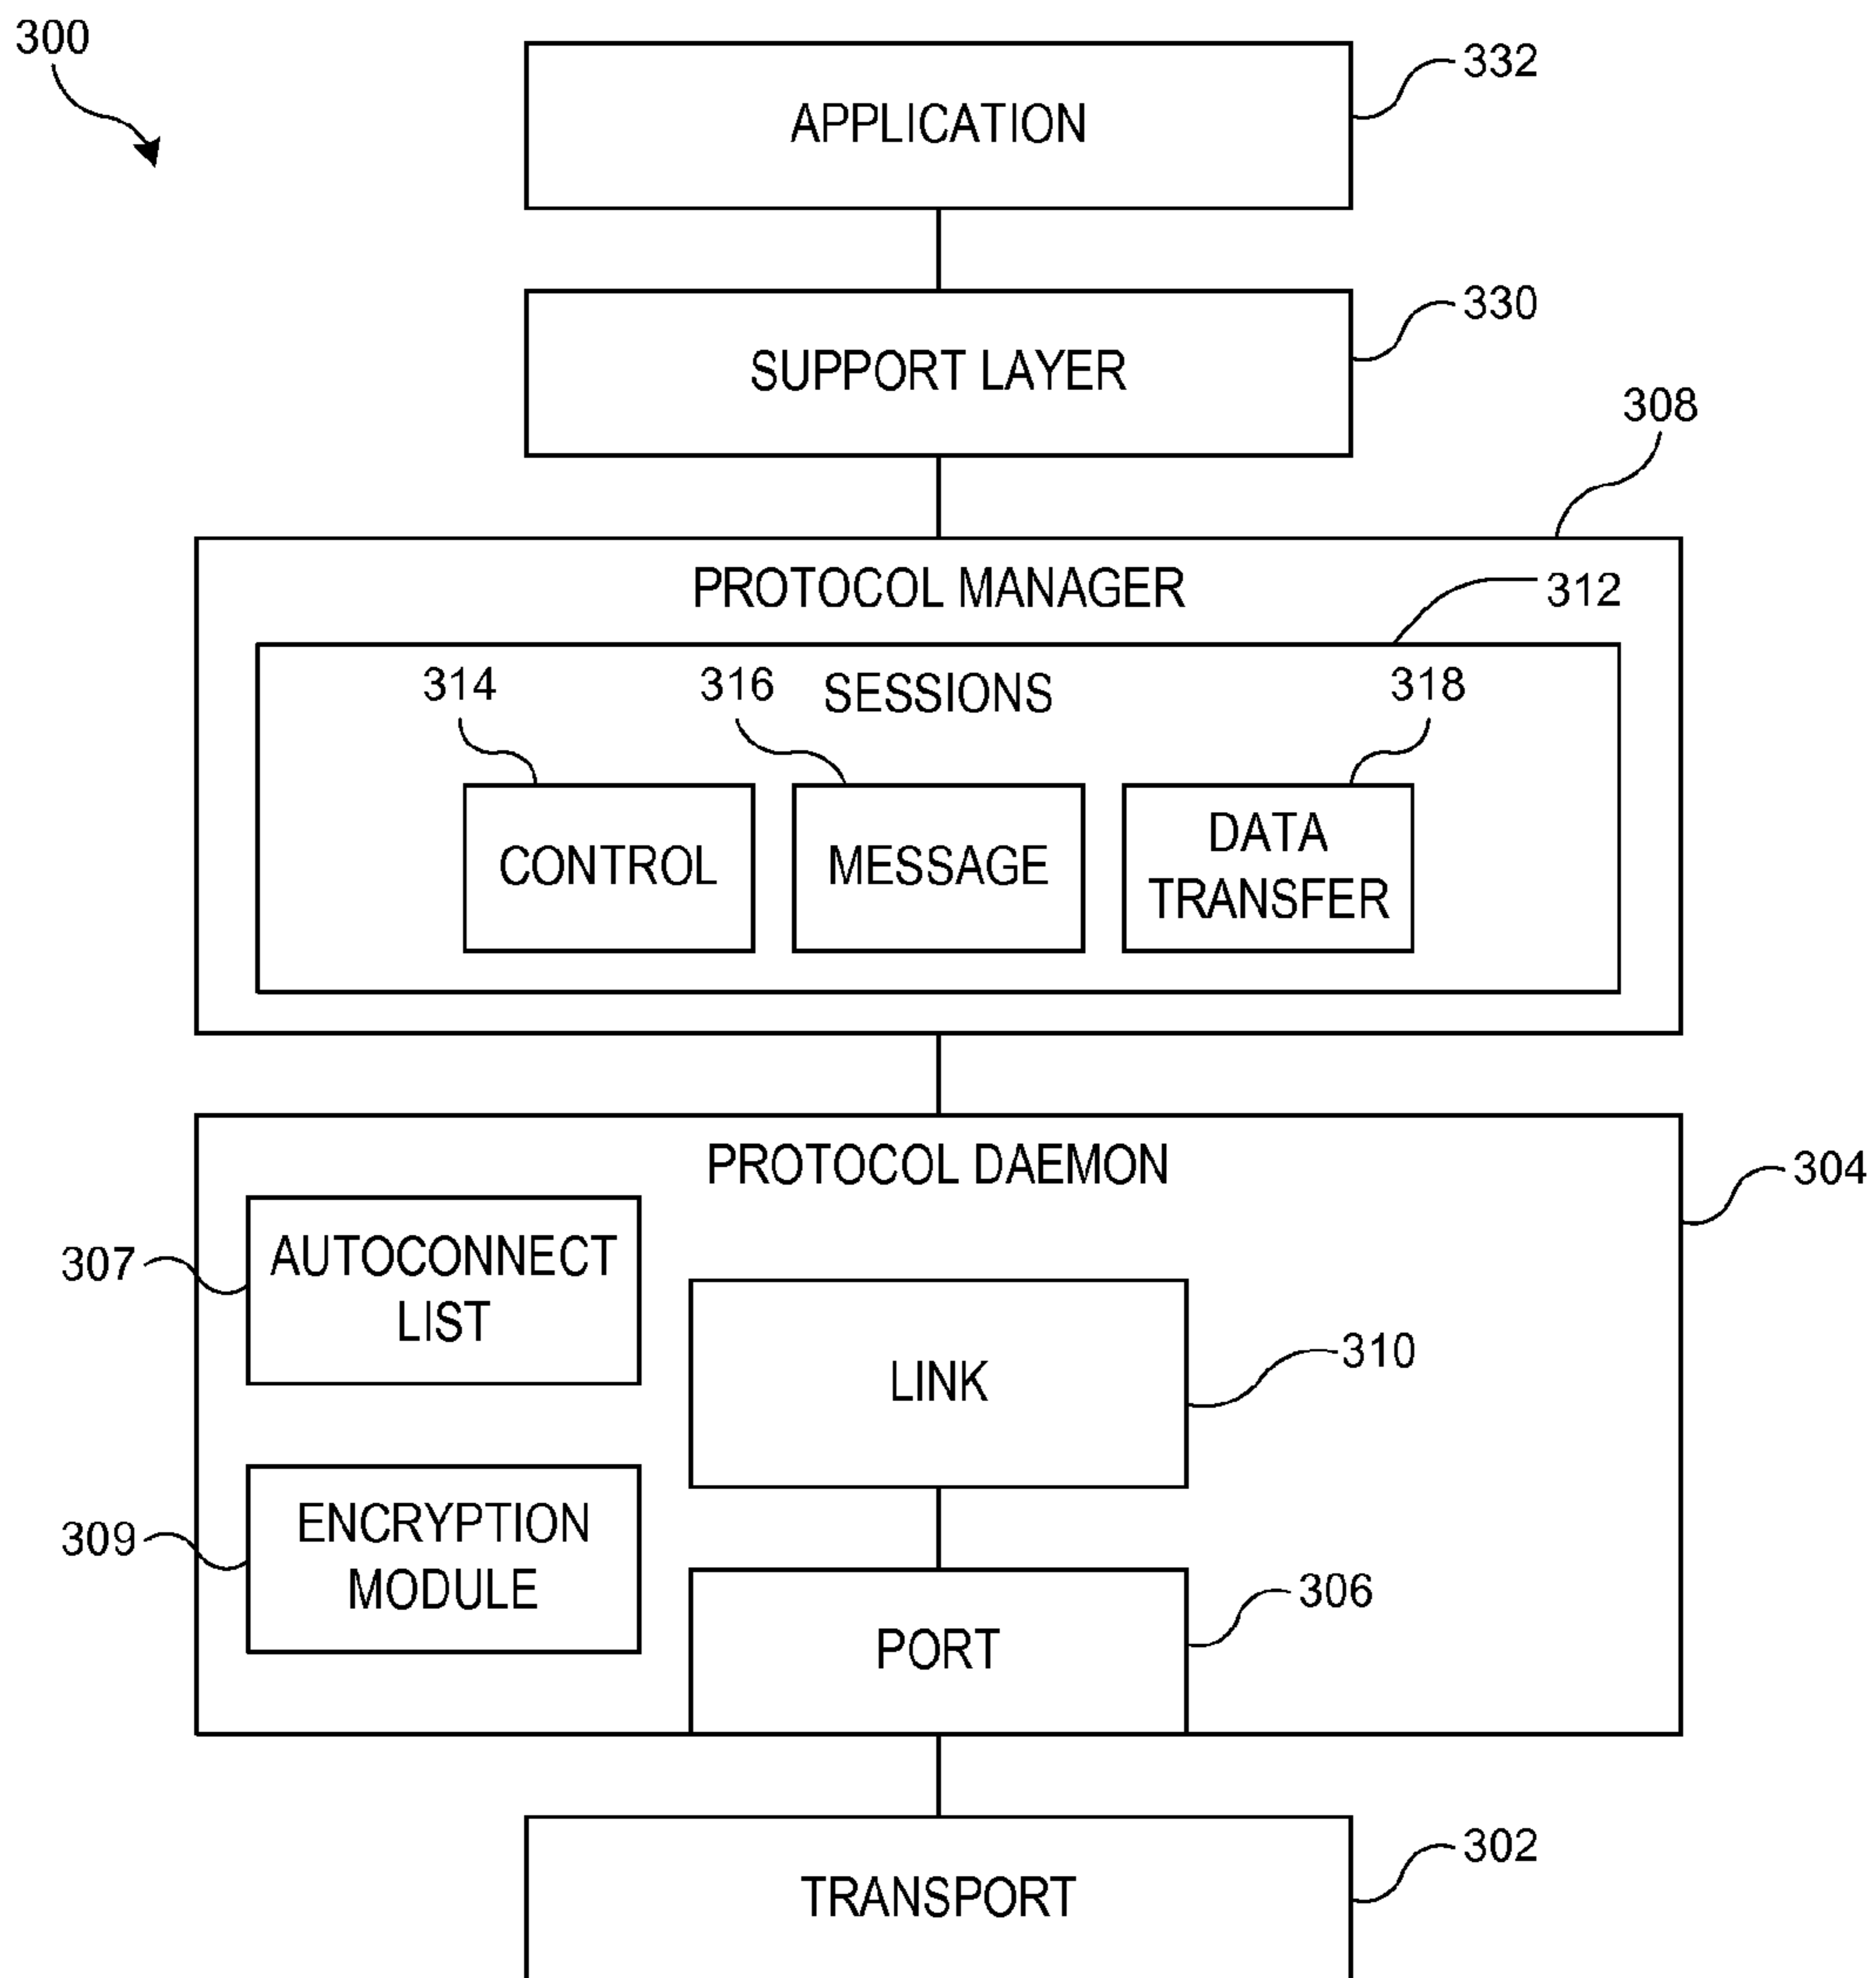 300
332
APPLICATION
330
SUPPORT LAYER
308
PROTOCOL MANAGER
312
314
316
SESSIONS
318
CONTROL
MESSAGE
DATA
TRANSFER
PROTOCOL DAEMON
304
307
AUTOCONNECT
LIST
310
LINK
309
ENCRYPTION
MODULE
306
PORT
302
TRANSPORT